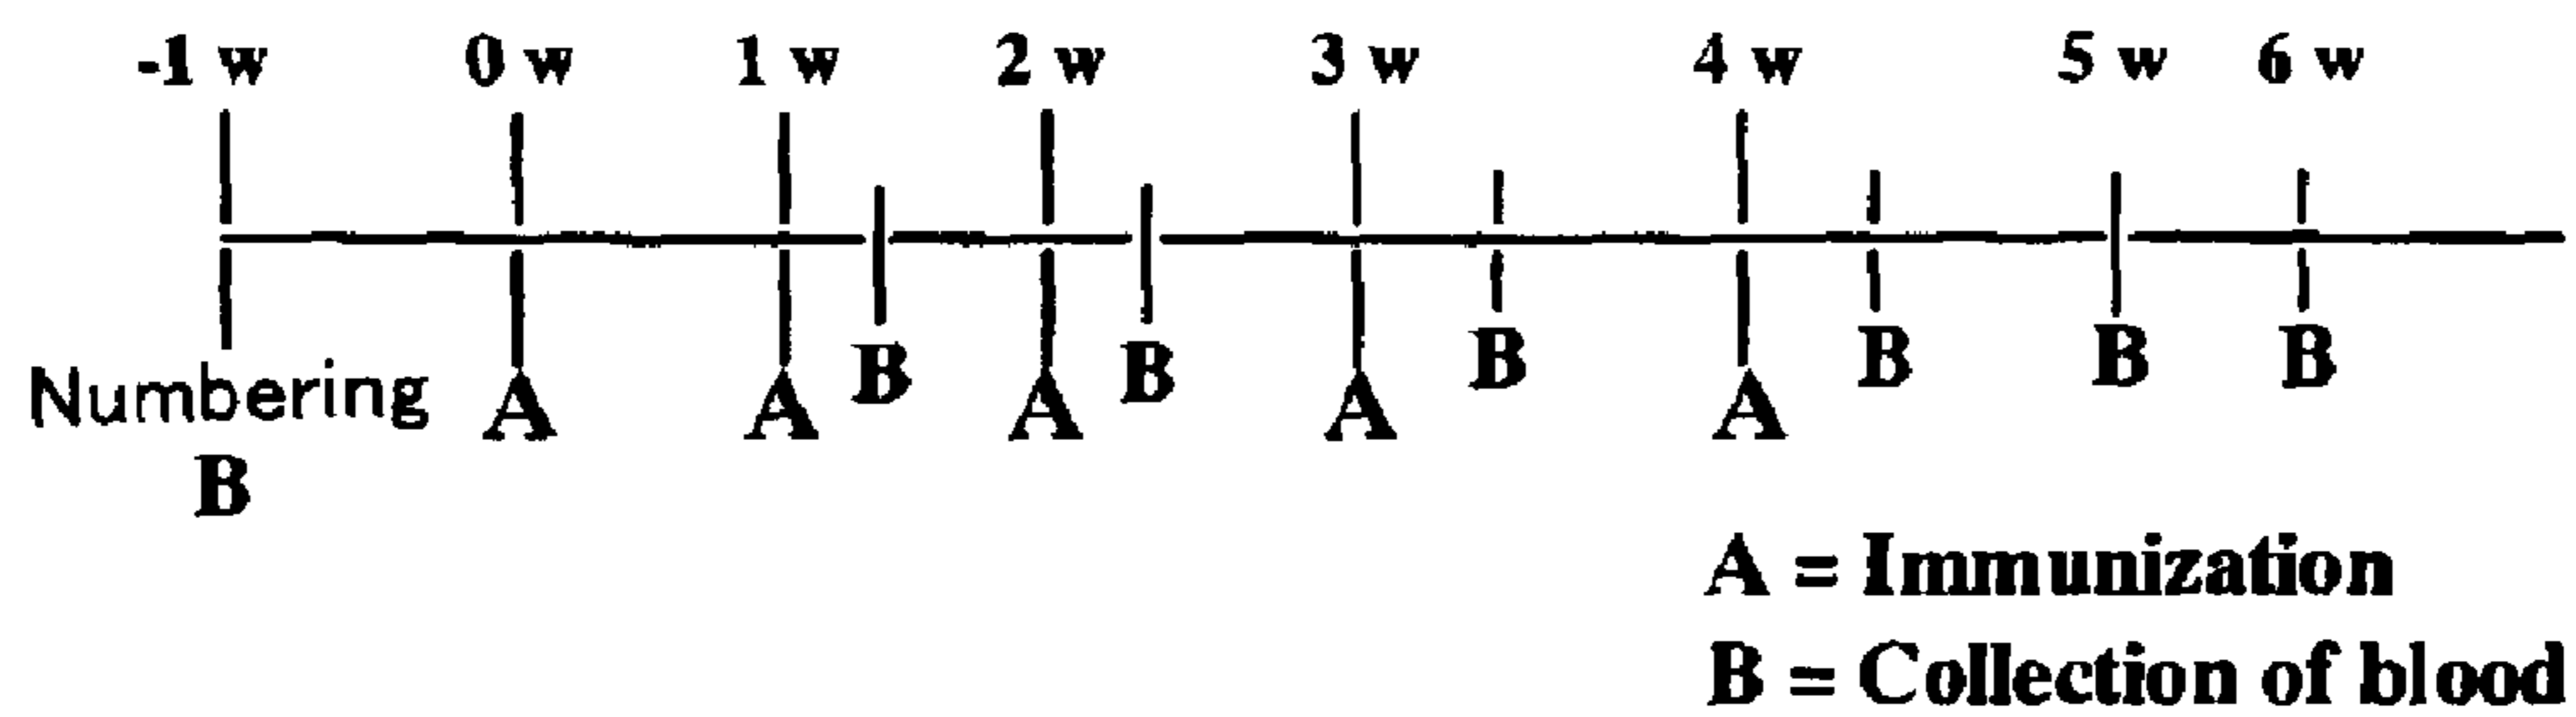 -1 w 0 w 1 w 2 w 3 w 4 w 5 w 6 w
Numbering A A B A B A B A B B B
B
A = Immunization
B = Collection of blood